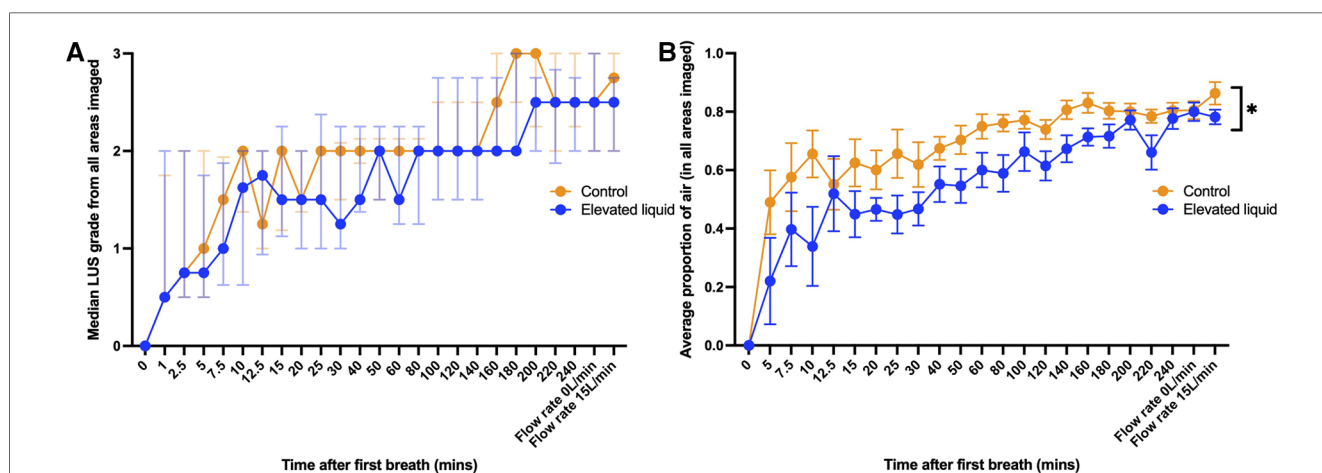 A
Median LUS grade from all areas imaged
3
2
1
0
Control
Elevated liquid
0 1 2.5 5 7.5 10 12.5 15 20 25 30 40 50 60 80 100 120 140 160 180 200 220 240 Flow rate 0L/min Flow rate 15L/min
Time after first breath (mins)
B
Average proportion of air (in all areas imaged)
1.0
0.8
0.6
0.4
0.2
0.0
*
Control
Elevated liquid
0 5 7.5 10 12.5 15 20 25 30 40 50 60 80 100 120 140 160 180 200 220 240 Flow rate 0L/min Flow rate 15L/min
Time after first breath (mins)